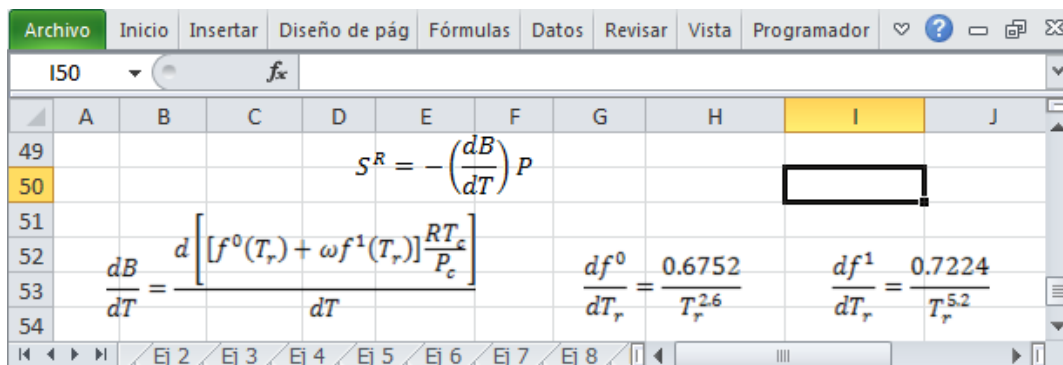 Archivo Inicio Insertar Diseño de pág Fórmulas Datos Revisar Vista Programador
I50 fx
A B C D E F G H I J
49
50
51
52
53
54
S^R = −(dB/dT) P
dB/dT = d[[f^0(T_r) + ωf^1(T_r)] RT_c/P_c]/dT
df^0/dT_r = 0.6752/T_r^2.6
df^1/dT_r = 0.7224/T_r^5.2
Ej 2 Ej 3 Ej 4 Ej 5 Ej 6 Ej 7 Ej 8